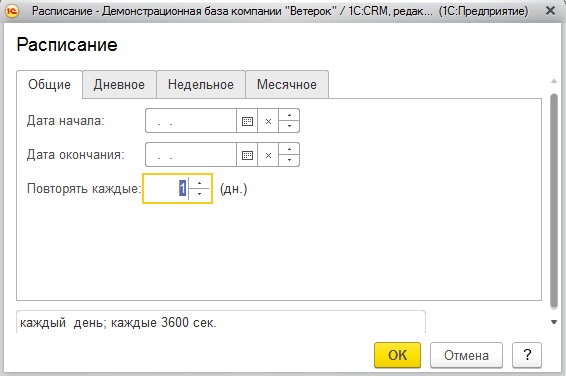 Расписание - Демонстрационная база компании "Ветерок" / 1С:CRM, редак... (1С:Предприятие)
Расписание
Общие Дневное Недельное Месячное
Дата начала: . .
Дата окончания: . .
Повторять каждые: 1 (дн.)
каждый  день; каждые 3600 сек.
ОК Отмена ?